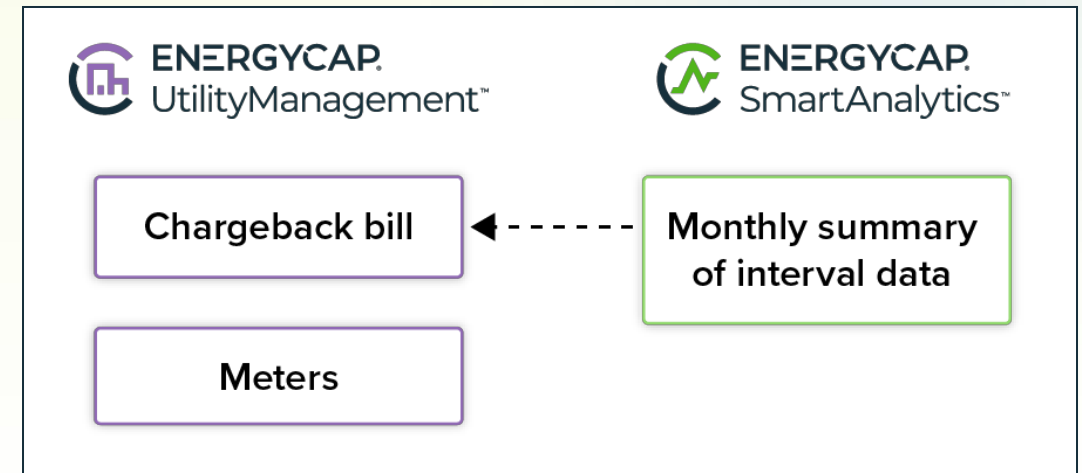 ENERGYCAP.
UtilityManagement™
ENERGYCAP.
SmartAnalytics™
Chargeback bill
Monthly summary
of interval data
Meters